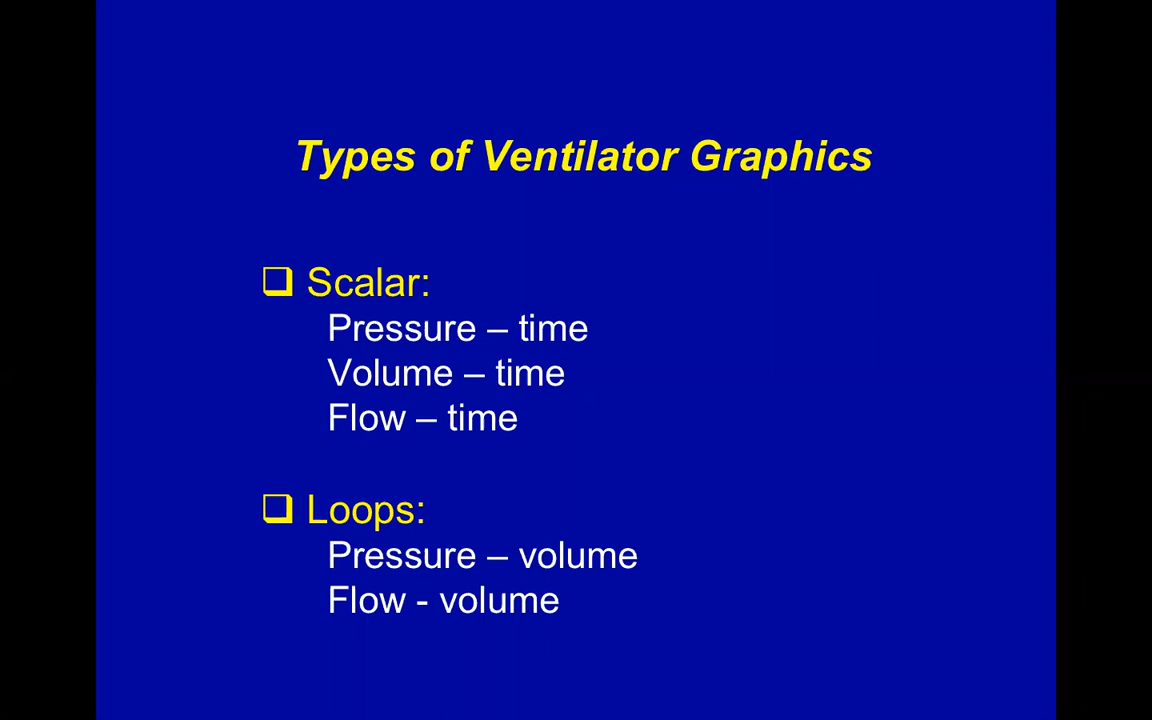 Types of Ventilator Graphics
Scalar:
Pressure – time
Volume – time
Flow – time
Loops:
Pressure – volume
Flow - volume